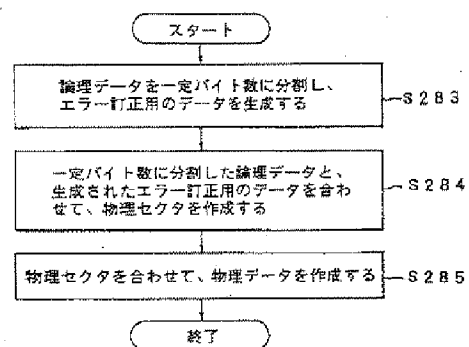 スタート
論理データを一定バイト数に分割し、
エラー訂正用のデータを生成する
S283
一定バイト数に分割した論理データと、
生成されたエラー訂正用のデータを合わ
せて、物理セクタを作成する
S284
物理セクタを合わせて、物理データを作成する
S285
終了